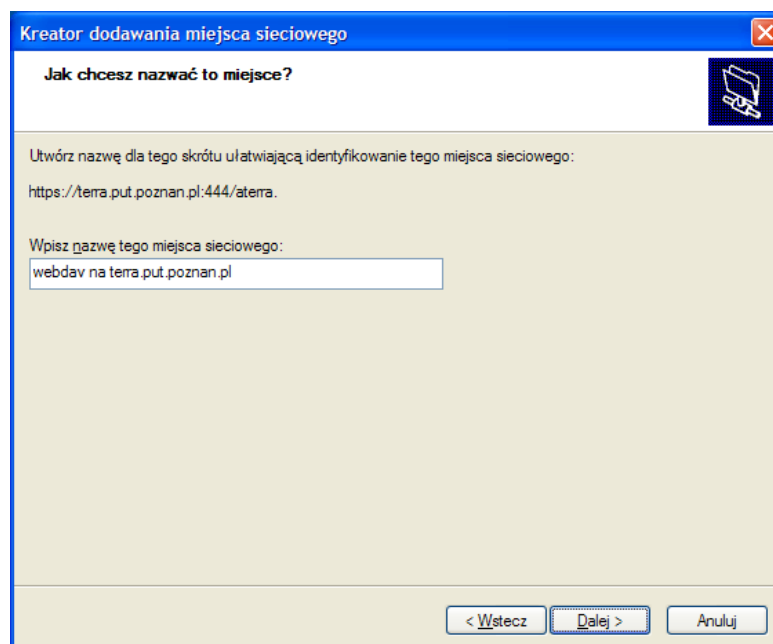 Kreator dodawania miejsca sieciowego
Jak chcesz nazwać to miejsce?
Utwórz nazwę dla tego skrótu ułatwiającą identyfikowanie tego miejsca sieciowego:
https://terra.put.poznan.pl:444/aterra.
Wpisz nazwę tego miejsca sieciowego:
webdav na terra.put.poznan.pl
< Wstecz Dalej > Anuluj